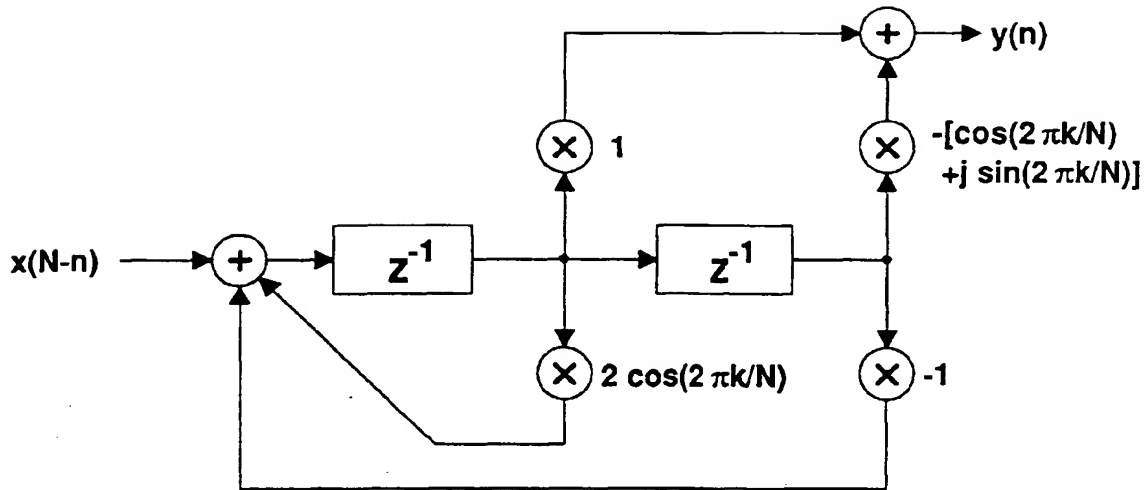 y(n)
1
-[cos(2 πk/N)
+j sin(2 πk/N)]
x(N-n)
z⁻¹
z⁻¹
2 cos(2 πk/N)
-1